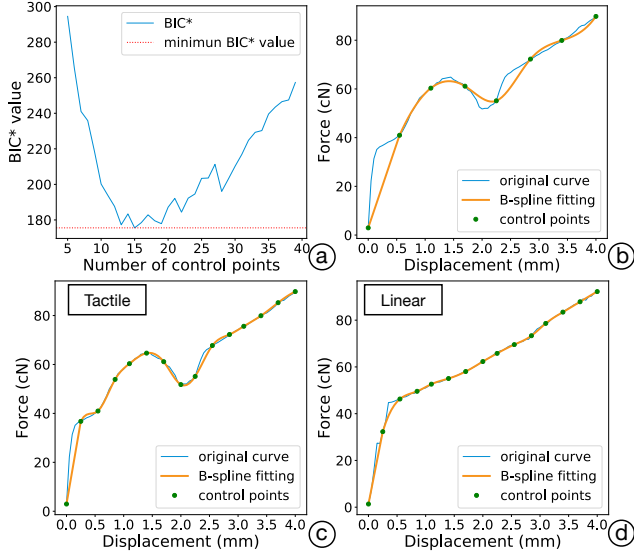 300
280
260
240
220
200
180
BIC* value
BIC*
minimun BIC* value
5 10 15 20 25 30 35 40
Number of control points
a
80
60
40
20
0
Force (cN)
original curve
B-spline fitting
control points
0.0 0.5 1.0 1.5 2.0 2.5 3.0 3.5 4.0
Displacement (mm)
b
Tactile
80
60
40
20
0
Force (cN)
original curve
B-spline fitting
control points
0.0 0.5 1.0 1.5 2.0 2.5 3.0 3.5 4.0
Displacement (mm)
c
Linear
80
60
40
20
0
Force (cN)
original curve
B-spline fitting
control points
0.0 0.5 1.0 1.5 2.0 2.5 3.0 3.5 4.0
Displacement (mm)
d